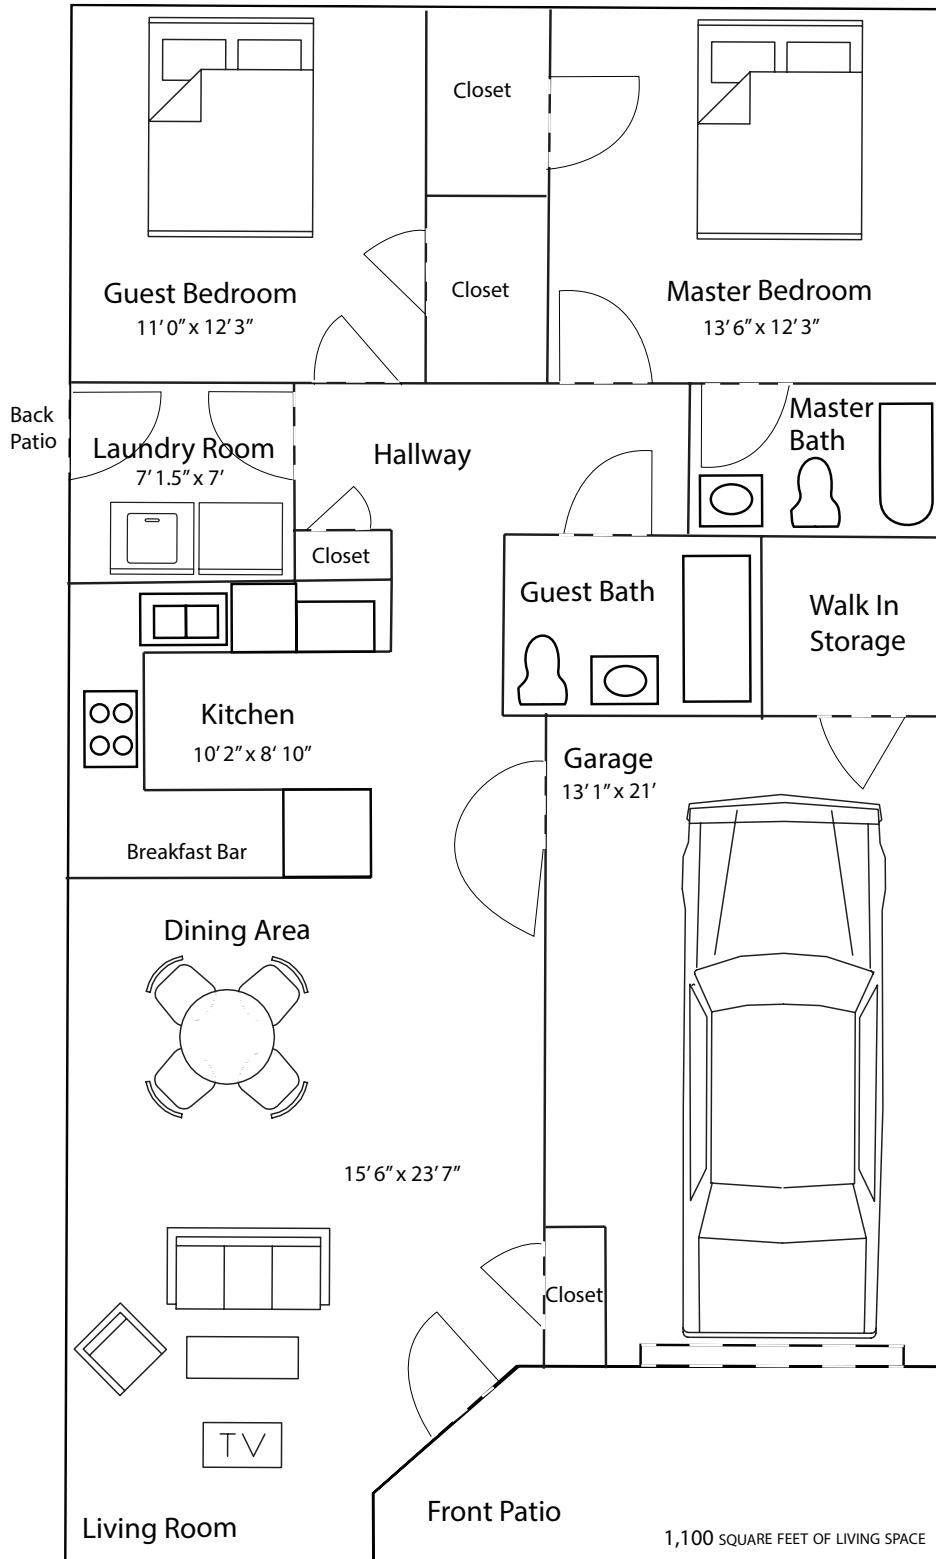 Closet
Closet
Guest Bedroom
11' 0" x 12' 3"
Master Bedroom
13' 6" x 12' 3"
Back
Patio
Laundry Room
7' 1.5" x 7'
Hallway
Master
Bath
Closet
Guest Bath
Walk In
Storage
Kitchen
10' 2" x 8' 10"
Garage
13' 1" x 21'
Breakfast Bar
Dining Area
15' 6" x 23' 7"
Closet
TV
Living Room
Front Patio
1,100 SQUARE FEET OF LIVING SPACE